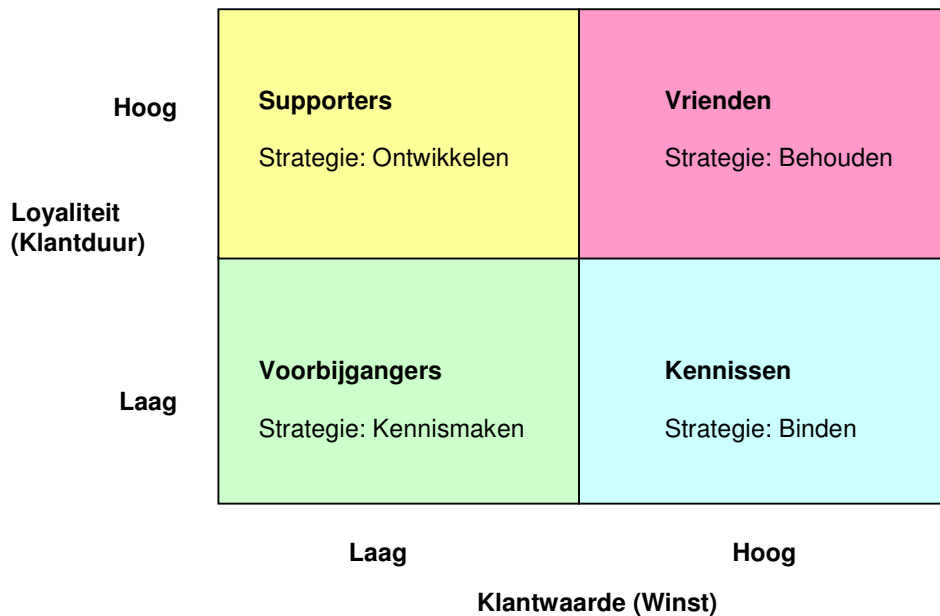 Hoog
Supporters
Vrienden
Strategie: Ontwikkelen
Strategie: Behouden
Loyaliteit
(Klantduur)
Laag
Voorbijgangers
Kennissen
Strategie: Kennismaken
Strategie: Binden
Laag
Hoog
Klantwaarde (Winst)